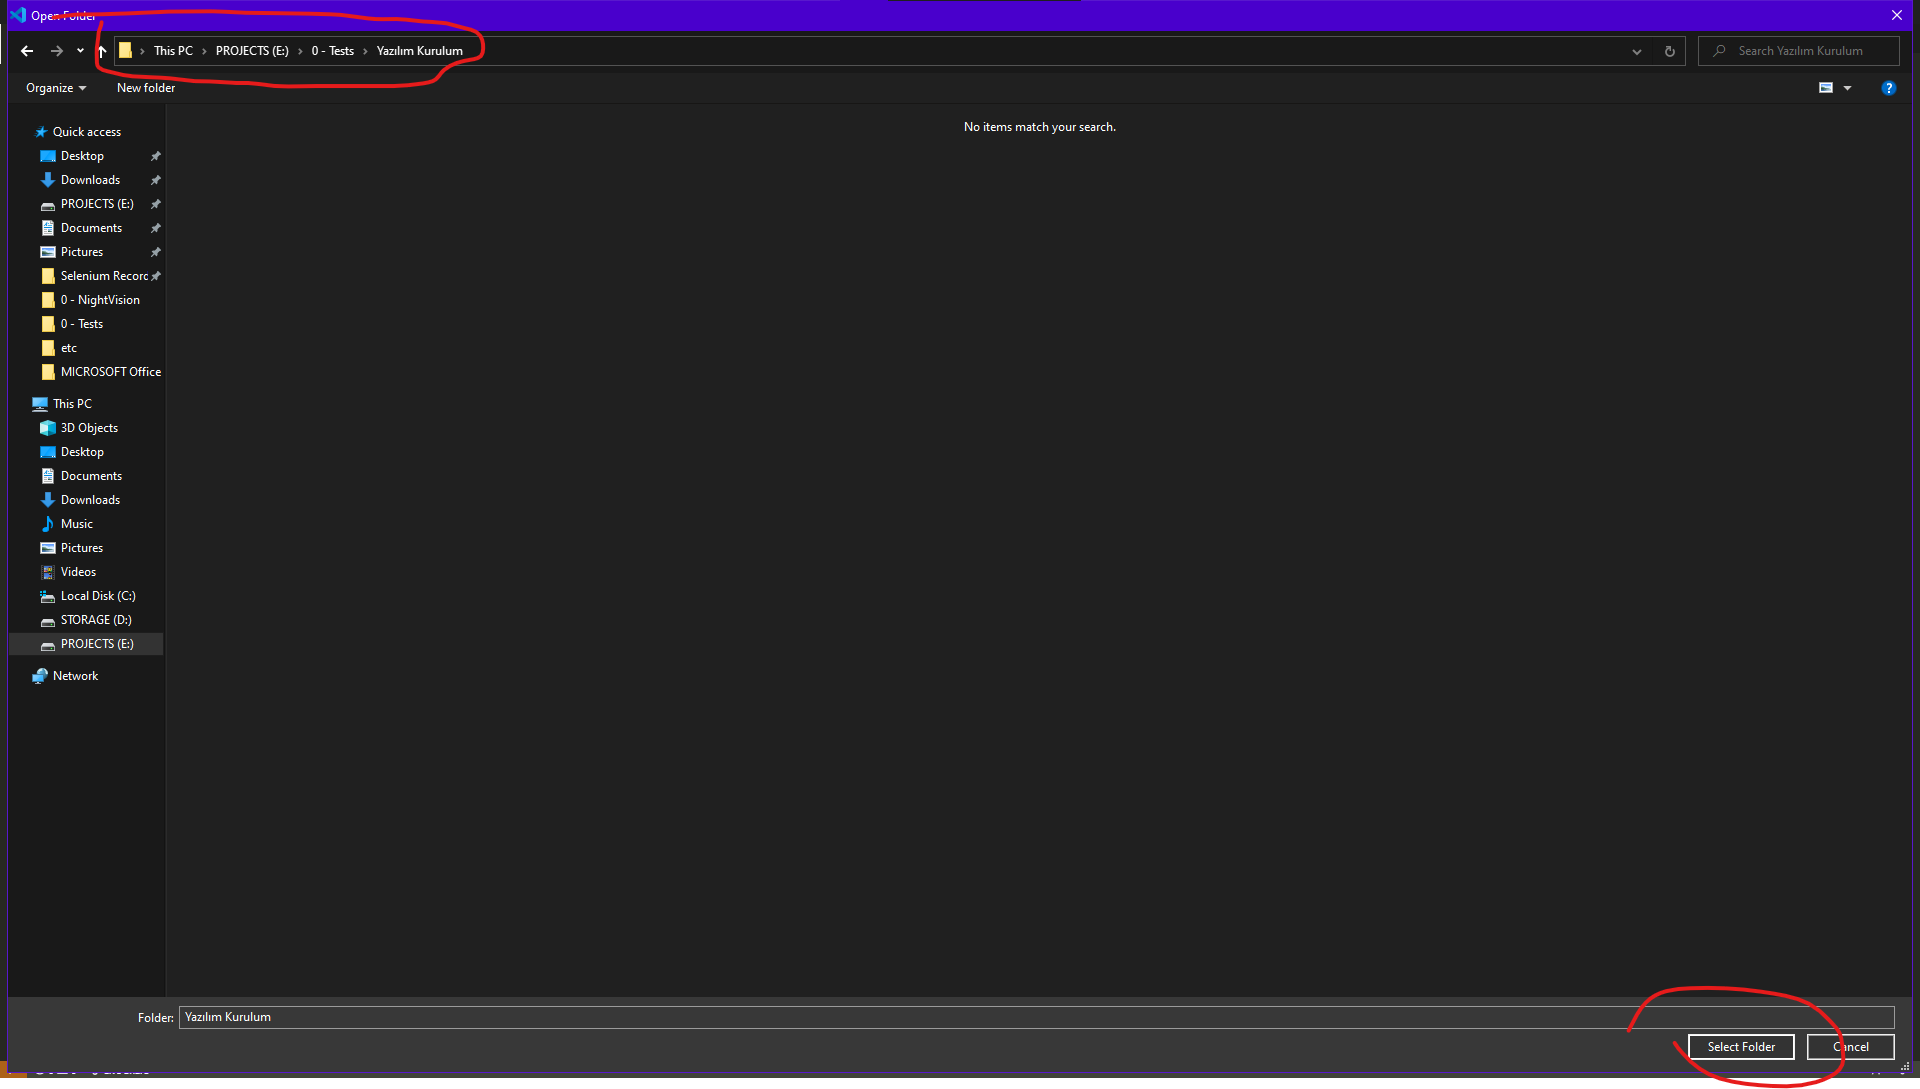 Open Folder
This PC > PROJECTS (E:) > 0 - Tests > Yazılım Kurulum
Search Yazılım Kurulum
Organize
New folder
?
No items match your search.
Quick access
Desktop
Downloads
PROJECTS (E:)
Documents
Pictures
Selenium Recorc
0 - NightVision
0 - Tests
etc
MICROSOFT Office
This PC
3D Objects
Desktop
Documents
Downloads
Music
Pictures
Videos
Local Disk (C:)
STORAGE (D:)
PROJECTS (E:)
Network
Folder: Yazılım Kurulum
Select Folder
Cancel